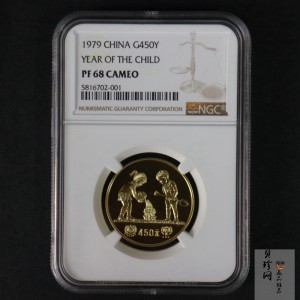 1979 CHINA G450Y
YEAR OF THE CHILD
PF 68 CAMEO
5816702-001
NUMISMATIC GUARANTY CORPORATION
NGC
450元